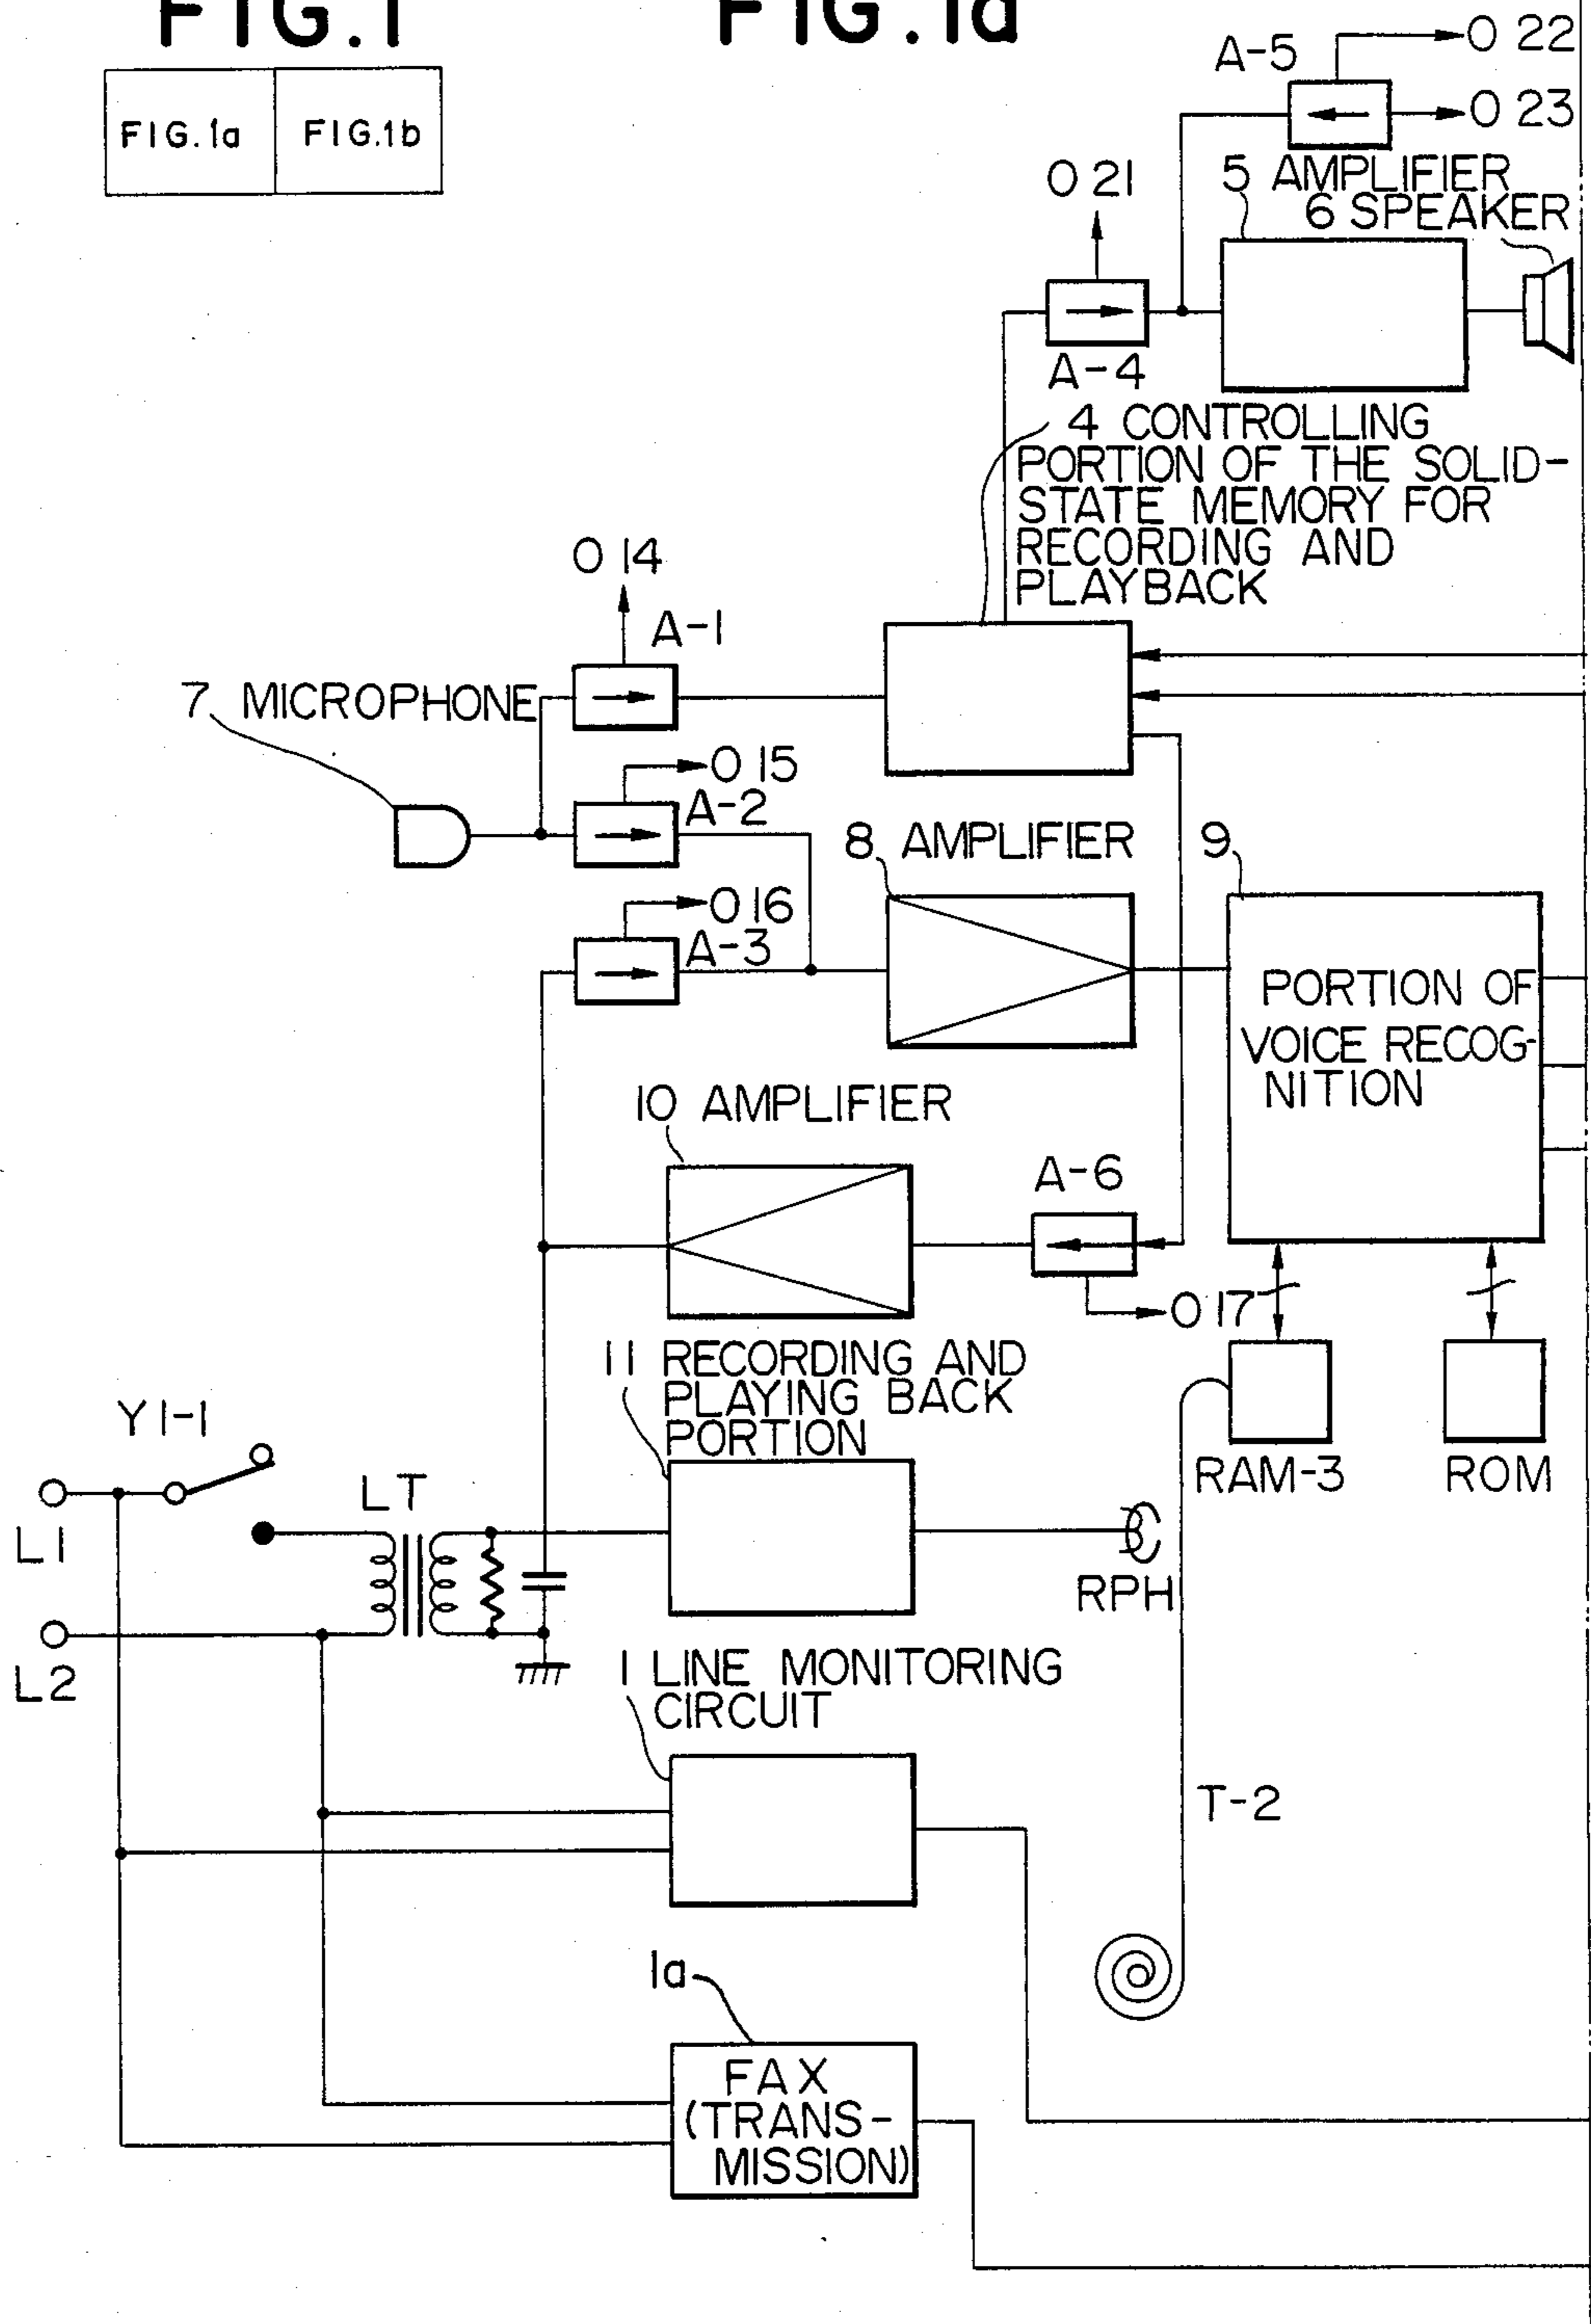 FIG.1
FIG.1a
FIG.1a
FIG.1b
A-5
O 22
O 23
5 AMPLIFIER
6 SPEAKER
O 21
A-4
4 CONTROLLING
PORTION OF THE SOLID-
STATE MEMORY FOR
RECORDING AND
PLAYBACK
O 14
A-1
7 MICROPHONE
O 15
A-2
8 AMPLIFIER
9
O 16
A-3
PORTION OF
VOICE RECOG-
NITION
10 AMPLIFIER
A-6
O 17
11 RECORDING AND
PLAYING BACK
PORTION
Y1-1
LT
RAM-3
ROM
L1
RPH
L2
1 LINE MONITORING
CIRCUIT
T-2
1a
FAX
(TRANS-
MISSION)